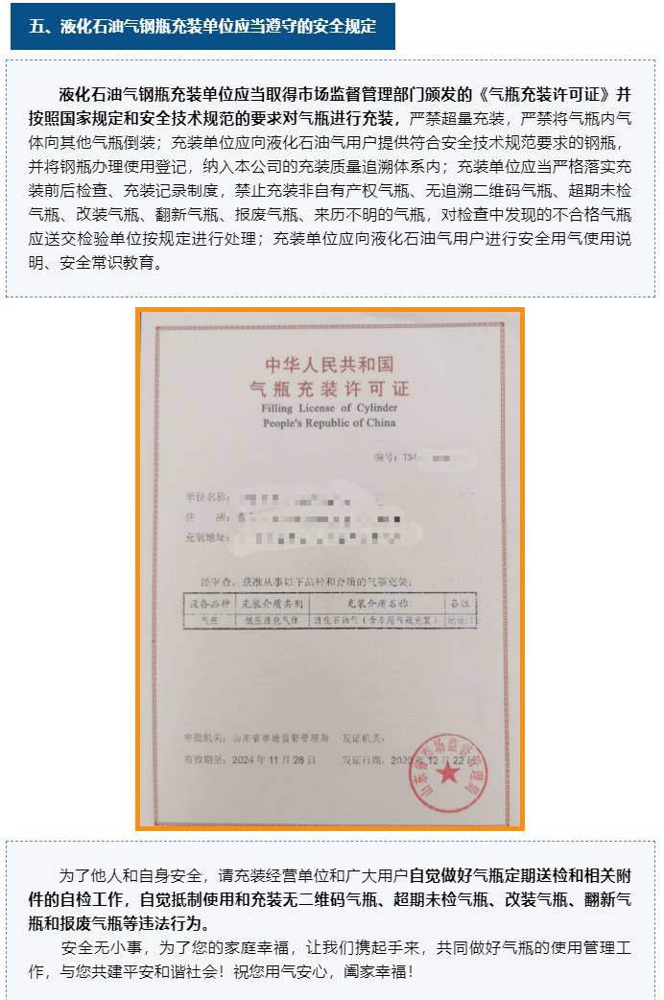 五、液化石油气钢瓶充装单位应当遵守的安全规定
液化石油气钢瓶充装单位应当取得市场监督管理部门颁发的《气瓶充装许可证》并
按照国家规定和安全技术规范的要求对气瓶进行充装，严禁超量充装，严禁将气瓶内气
体向其他气瓶倒装；充装单位应向液化石油气用户提供符合安全技术规范要求的钢瓶，
并将钢瓶办理使用登记，纳入本公司的充装质量追溯体系内；充装单位应当严格落实充
装前后检查、充装记录制度，禁止充装非自有产权气瓶、无追溯二维码气瓶、超期未检
气瓶、改装气瓶、翻新气瓶、报废气瓶、来历不明的气瓶，对检查中发现的不合格气瓶
应送交检验单位按规定进行处理；充装单位应向液化石油气用户进行安全用气使用说
明、安全常识教育。
中华人民共和国
气瓶充装许可证
Filling License of Cylinder
People's Republic of China
编号：TS4
单位名称：
住 所：
充装地址：
经审查，获准从事以下品种和介质的气瓶充装：
设备品种 充装介质类别 充装介质名称 备注
气瓶 低压液化气体 液化石油气（含车用气瓶充装） 地址:
审批机关：山东省市场监督管理局 发证机关：
有效期至：2024年11月28日 发证日期：2020年12月22
山东省市场监督管理局
为了他人和自身安全，请充装经营单位和广大用户自觉做好气瓶定期送检和相关附
件的自检工作，自觉抵制使用和充装无二维码气瓶、超期未检气瓶、改装气瓶、翻新气
瓶和报废气瓶等违法行为。
安全无小事，为了您的家庭幸福，让我们携起手来，共同做好气瓶的使用管理工
作，与您共建平安和谐社会！祝您用气安心，阖家幸福！